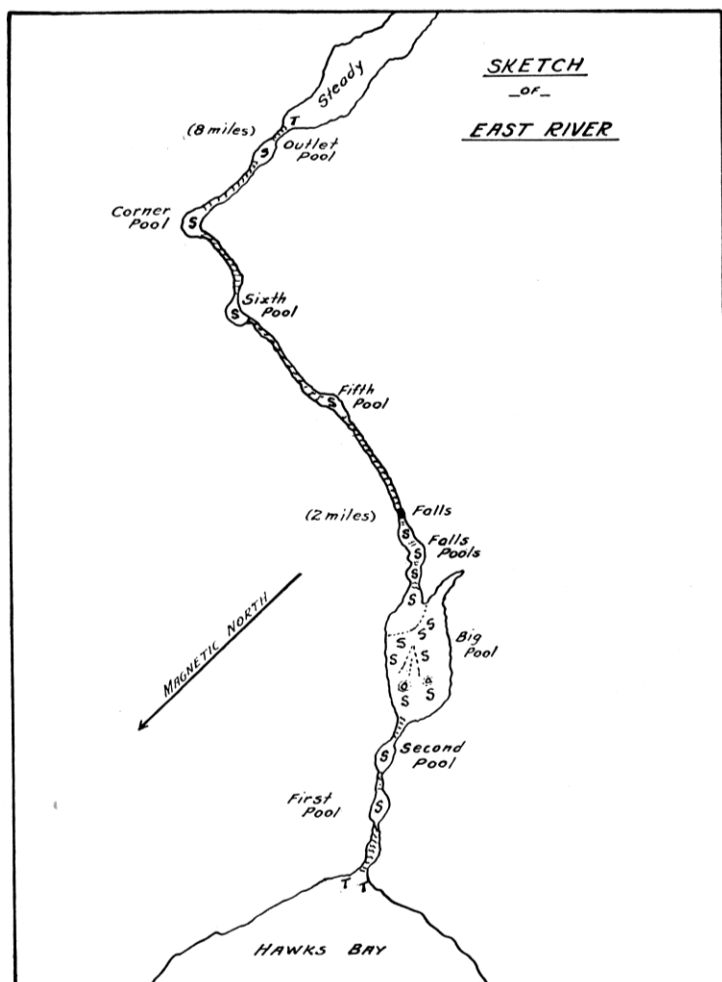 SKETCH
_OF_
EAST RIVER
Steady
T
(8 miles)
S
Outlet
Pool
Corner
Pool
S
Sixth
Pool
S
Fifth
Pool
S
(2 miles)
Falls
S
Falls
Pools
S
S
S
S
S
S
Big
Pool
S
S
S
S
MAGNETIC NORTH
Second
Pool
S
First
Pool
S
T
T
HAWKS BAY